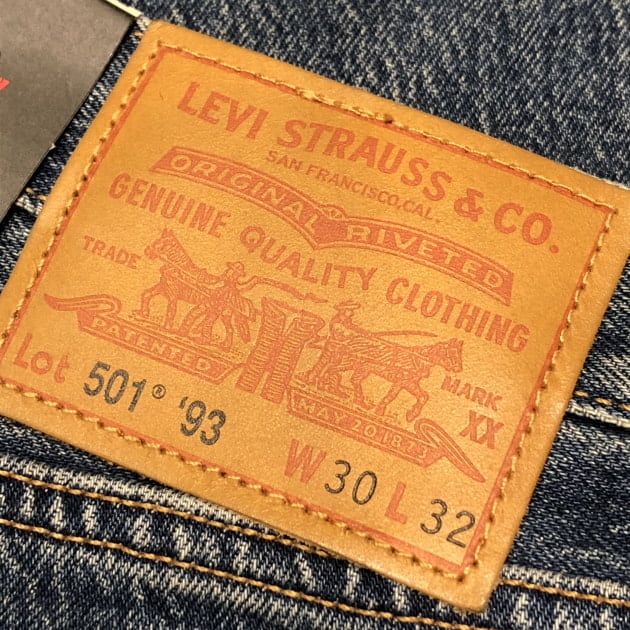 LEVI STRAUSS & CO.
SAN FRANCISCO, CAL.
ORIGINAL RIVETED
GENUINE QUALITY CLOTHING
TRADE MARK
PATENTED
MAY 20 1873
XX
Lot 501® '93
W 30 L 32